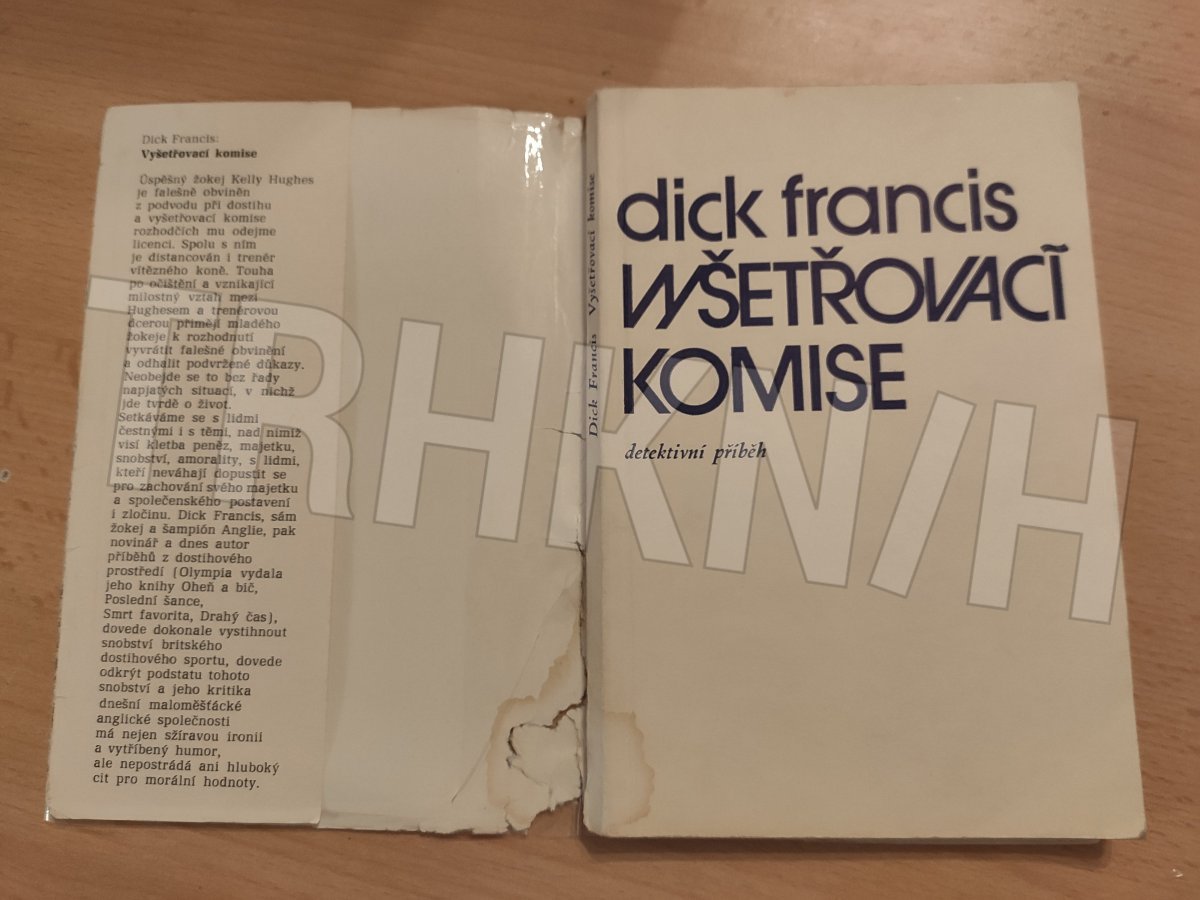 Dick Francis:
Vyšetřovací komise
Úspěšný žokej Kelly Hughes
je falešně obviněn
z podvodu při dostihu
a vyšetřovací komise
rozhodčích mu odejme
licenci. Spolu s ním
je distancován i trenér
vítězného koně. Touha
po očištění a vznikající
milostný vztah mezi
Hughesem a trenérovou
dcerou přimějí mladého
žokeje k rozhodnutí
vyvrátit falešné obvinění
a odhalit podvržené důkazy.
Neobejde se to bez řady
napjatých situací, v nichž
jde tvrdě o život.
Setkáváme se s lidmi
čestnými i s těmi, nad nimiž
visí kletba peněz, majetku,
snobství, amorality, s lidmi,
kteří neváhají dopustit se
pro zachování svého majetku
a společenského postavení
i zločinu. Dick Francis, sám
žokej a šampión Anglie, pak
novinář a dnes autor
příběhů z dostihového
prostředí (Olympia vydala
jeho knihy Oheň a bič,
Poslední šance,
Smrt favorita, Drahý čas),
dovede dokonale vystihnout
snobství britského
dostihového sportu, dovede
odkrýt podstatu tohoto
snobství a jeho kritika
dnešní maloměšťácké
anglické společnosti
má nejen sžíravou ironii
a vytříbený humor,
ale nepostrádá ani hluboký
cit pro morální hodnoty.
Dick Francis Vyšetřovací komise
dick francis
VYŠETŘOVACÍ
KOMISE
detektivní příběh
TRHKN/H